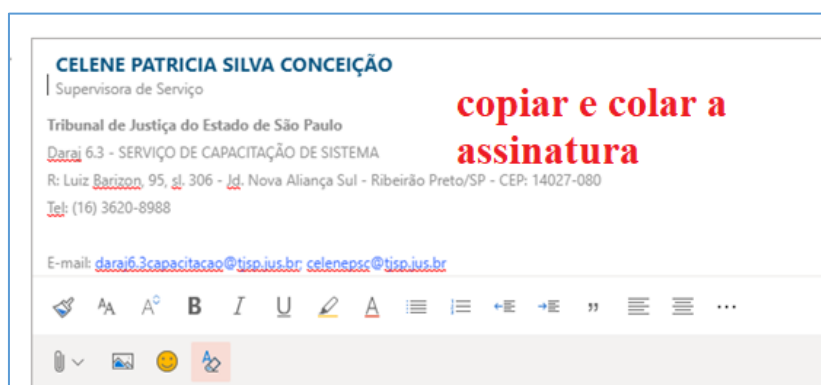 CELENE PATRICIA SILVA CONCEIÇÃO
Supervisora de Serviço
copiar e colar a
assinatura
Tribunal de Justiça do Estado de São Paulo
Daraj 6.3 - SERVIÇO DE CAPACITAÇÃO DE SISTEMA
R: Luiz Barizon, 95, sl. 306 - Jd. Nova Aliança Sul - Ribeirão Preto/SP - CEP: 14027-080
Tel: (16) 3620-8988
E-mail: daraj6.3capacitacao@tjsp.jus.br; celenepsc@tjsp.jus.br